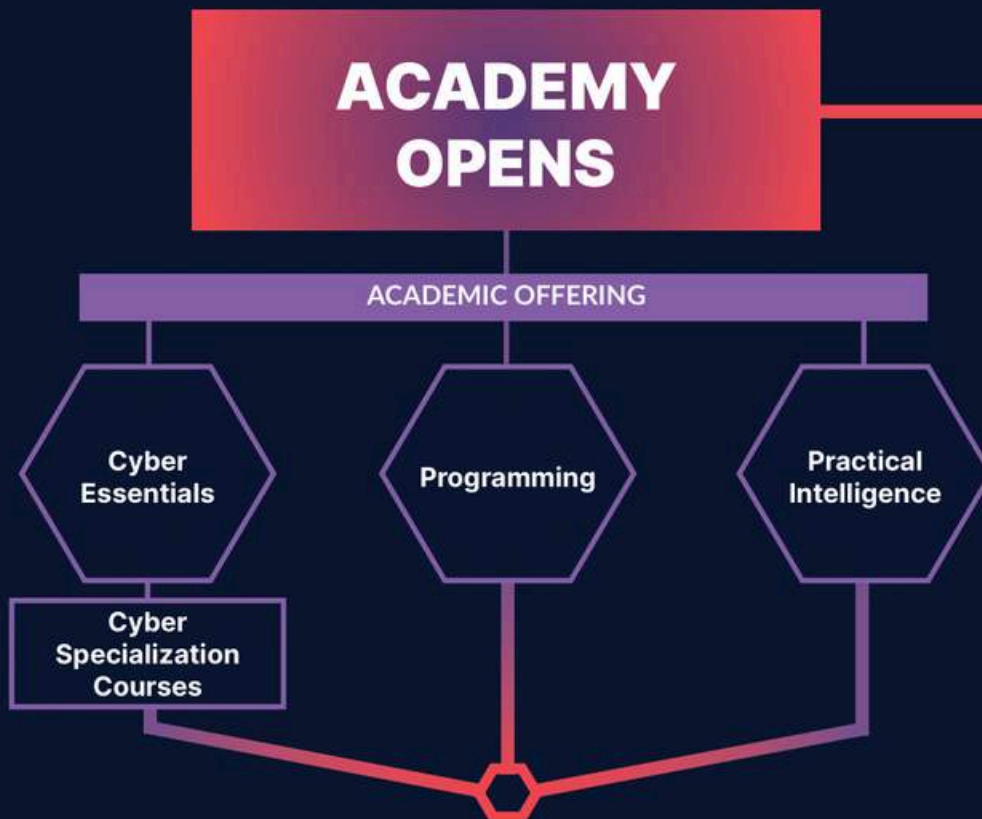 ACADEMY
OPENS
ACADEMIC OFFERING
Cyber
Essentials
Programming
Practical
Intelligence
Cyber
Specialization
Courses